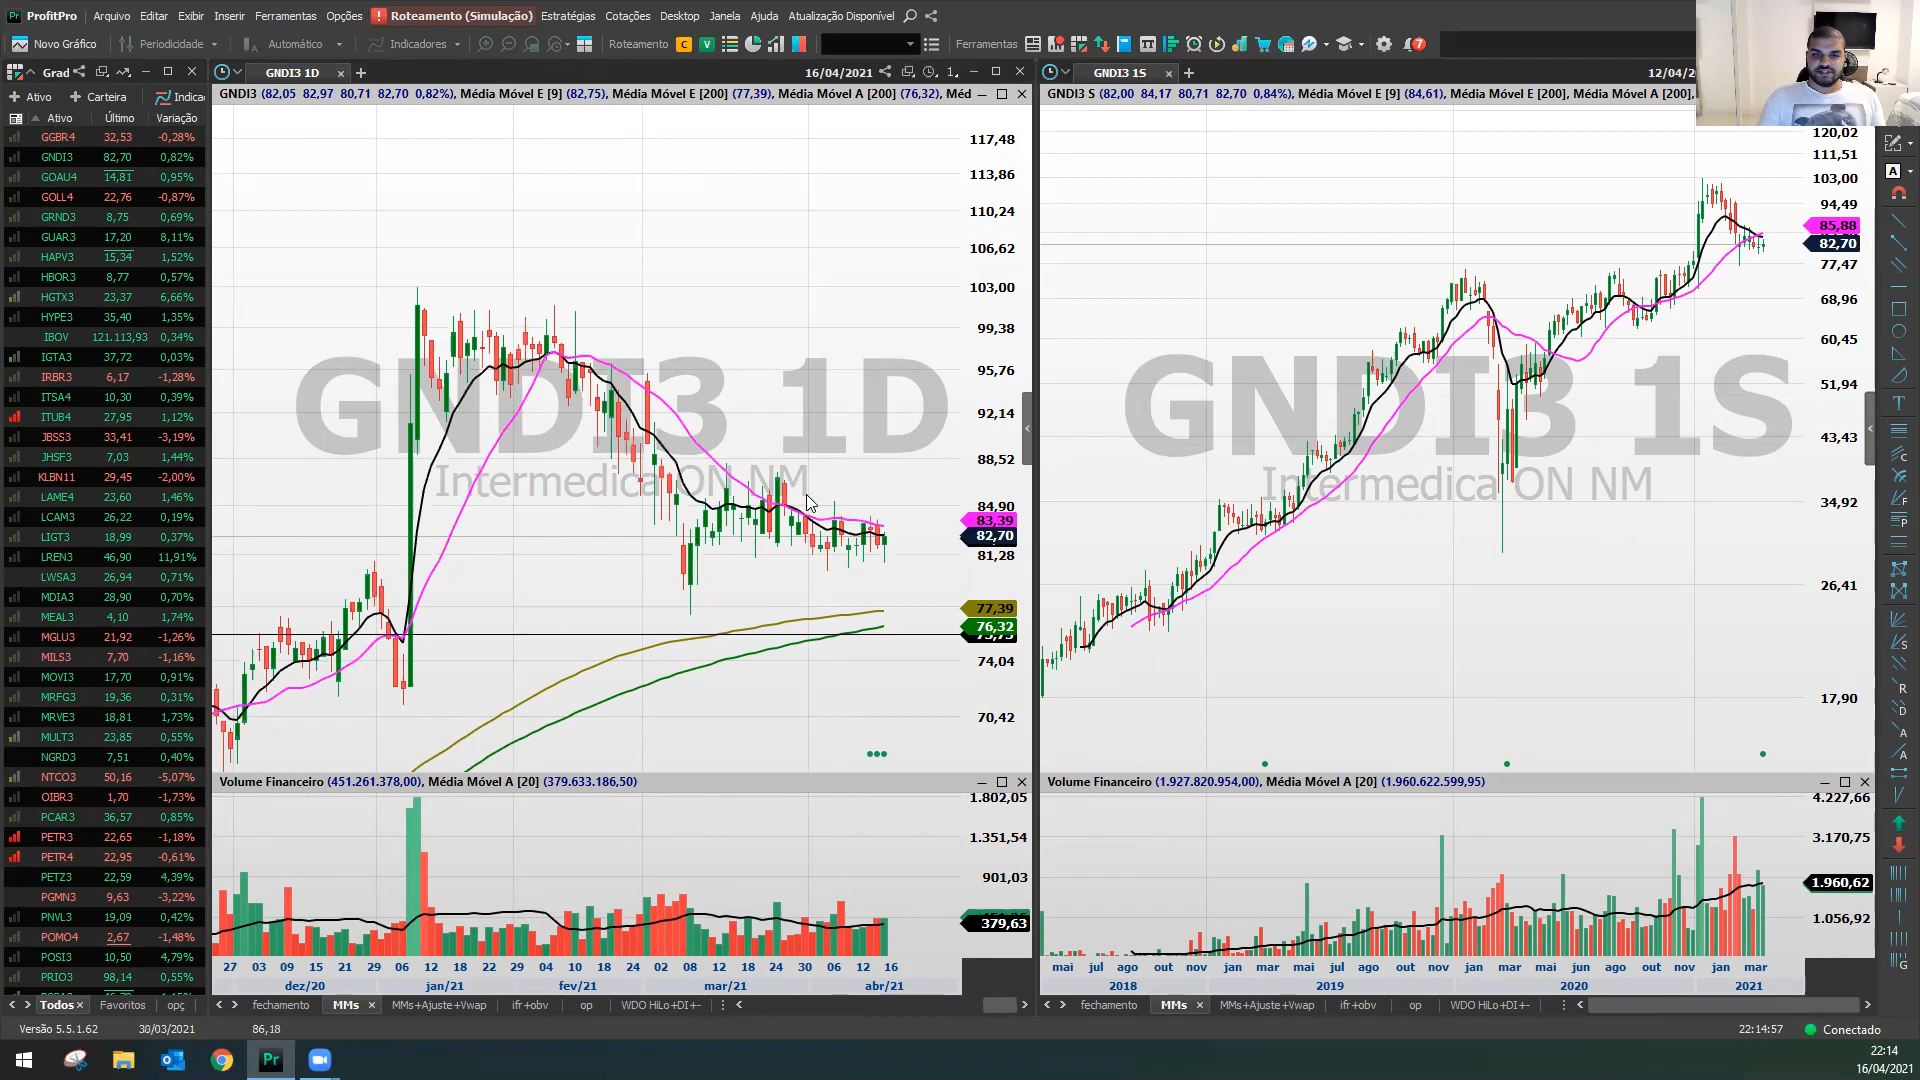 ProfitPro Arquivo Editar Exibir Inserir Ferramentas Opções Roteamento (Simulação) Estratégias Cotações Desktop Janela Ajuda Atualização Disponível
Novo Gráfico Periodicidade Automático Indicadores Roteamento C V Ferramentas 7
Grad
+ Ativo + Carteira Indica
Ativo Último Variação
GGBR4 32,53 -0,28%
GNDI3 82,70 0,82%
GOAU4 14,81 0,95%
GOLL4 22,76 -0,87%
GRND3 8,75 0,69%
GUAR3 17,20 8,11%
HAPV3 15,34 1,52%
HBOR3 8,77 0,57%
HGTX3 23,37 6,66%
HYPE3 35,40 1,35%
IBOV 121.113,93 0,34%
IGTA3 37,72 0,03%
IRBR3 6,17 -1,28%
ITSA4 10,30 0,39%
ITUB4 27,95 1,12%
JBSS3 33,41 -3,19%
JHSF3 7,03 1,44%
KLBN11 29,45 -2,00%
LAME4 23,60 1,46%
LCAM3 26,22 0,19%
LIGT3 18,99 0,37%
LREN3 46,90 11,91%
LWSA3 26,94 0,71%
MDIA3 28,90 0,70%
MEAL3 4,10 1,74%
MGLU3 21,92 -1,26%
MILS3 7,70 -1,16%
MOVI3 17,70 0,91%
MRFG3 19,36 0,31%
MRVE3 18,81 1,73%
MULT3 23,85 0,55%
NGRD3 7,51 0,40%
NTCO3 50,16 -5,07%
OIBR3 1,70 -1,73%
PCAR3 36,57 0,85%
PETR3 22,65 -1,18%
PETR4 22,95 -0,61%
PETZ3 22,59 4,39%
PGMN3 9,63 -3,22%
PNVL3 19,09 0,42%
POMO4 2,67 -1,48%
POSI3 10,50 4,79%
PRIO3 98,14 0,55%
Todos Favoritos opç
GNDI3 1D 16/04/2021
GNDI3 (82,05 82,97 80,71 82,70 0,82%), Média Móvel E [9] (82,75), Média Móvel E [200] (77,39), Média Móvel A [200] (76,32), Méd
GNDI3 1D
Intermedica ON NM
117,48
113,86
110,24
106,62
103,00
99,38
95,76
92,14
88,52
84,90
83,39
82,70
81,28
77,39
76,32
74,04
70,42
Volume Financeiro (451.261.378,00), Média Móvel A [20] (379.633.186,50)
1.802,05
1.351,54
901,03
379,63
27 03 09 15 21 29 06 12 18 22 29 04 10 18 24 02 08 12 18 24 30 06 12 16
dez/20 jan/21 fev/21 mar/21 abr/21
fechamento MMs MMs+Ajuste+Vwap ifr+obv op WDO HiLo+DI+-
GNDI3 1S 12/04/2
GNDI3 S (82,00 84,17 80,71 82,70 0,84%), Média Móvel E [9] (84,61), Média Móvel E [200], Média Móvel A [200],
GNDI3 1S
Intermedica ON NM
120,02
111,51
103,00
94,49
85,88
82,70
77,47
68,96
60,45
51,94
43,43
34,92
26,41
17,90
Volume Financeiro (1.927.820.954,00), Média Móvel A [20] (1.960.622.599,95)
4.227,66
3.170,75
1.960,62
1.056,92
mai jul ago out nov jan mar mai jul ago out nov jan mar mai jun ago out nov jan mar
2018 2019 2020 2021
fechamento MMs MMs+Ajuste+Vwap ifr+obv op WDO HiLo+DI+-
Versão 5.5.1.62 30/03/2021 86,18 22:14:57 Conectado
22:14
16/04/2021